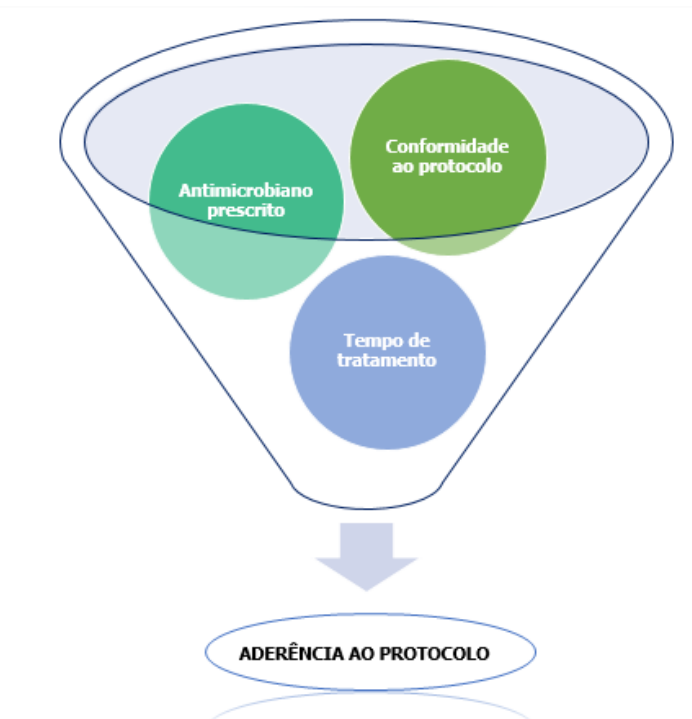 Conformidade
ao protocolo
Antimicrobiano
prescrito
Tempo de
tratamento
ADERÊNCIA AO PROTOCOLO